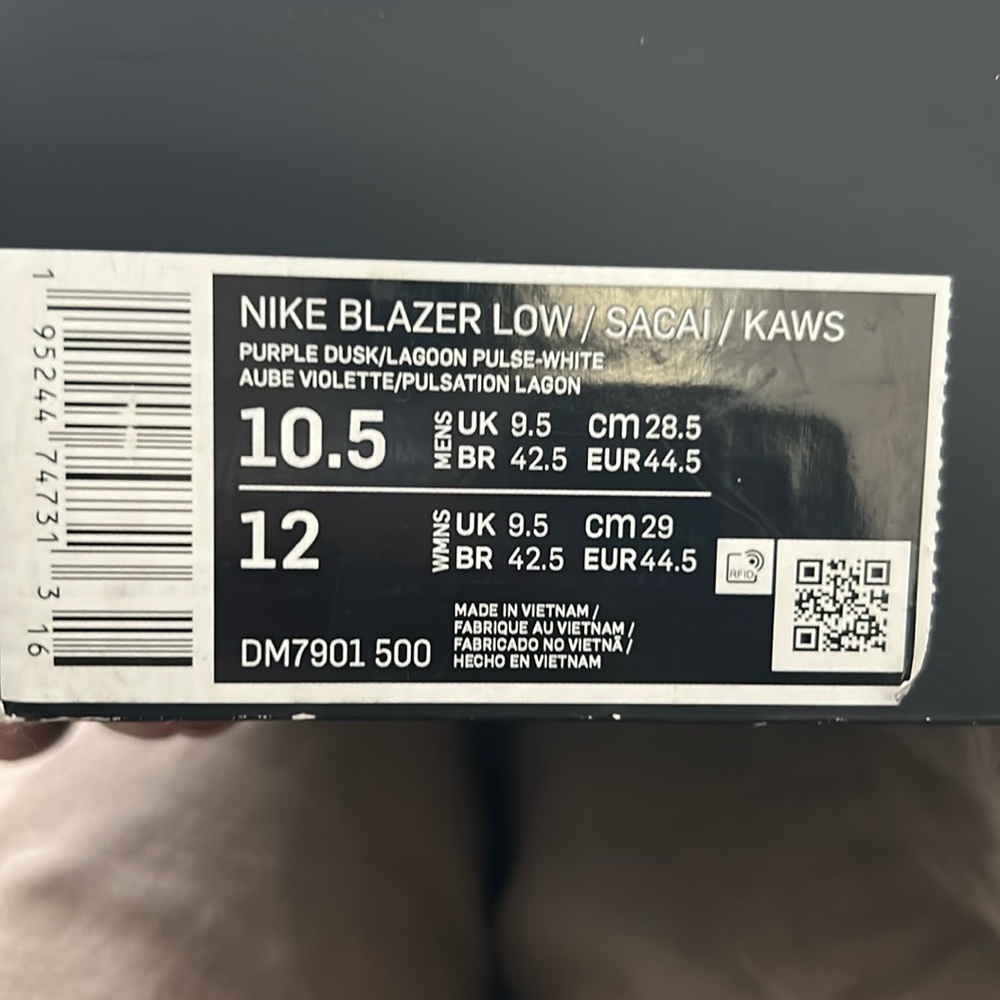 NIKE BLAZER LOW / SACAI / KAWS
PURPLE DUSK/LAGOON PULSE-WHITE
AUBE VIOLETTE/PULSATION LAGON
10.5 MENS UK 9.5 cm 28.5
BR 42.5 EUR 44.5
12 WMNS UK 9.5 cm 29
BR 42.5 EUR 44.5
RFID
DM7901 500
MADE IN VIETNAM /
FABRIQUE AU VIETNAM /
FABRICADO NO VIETNÃ /
HECHO EN VIETNAM
1 95244 74731 3 16